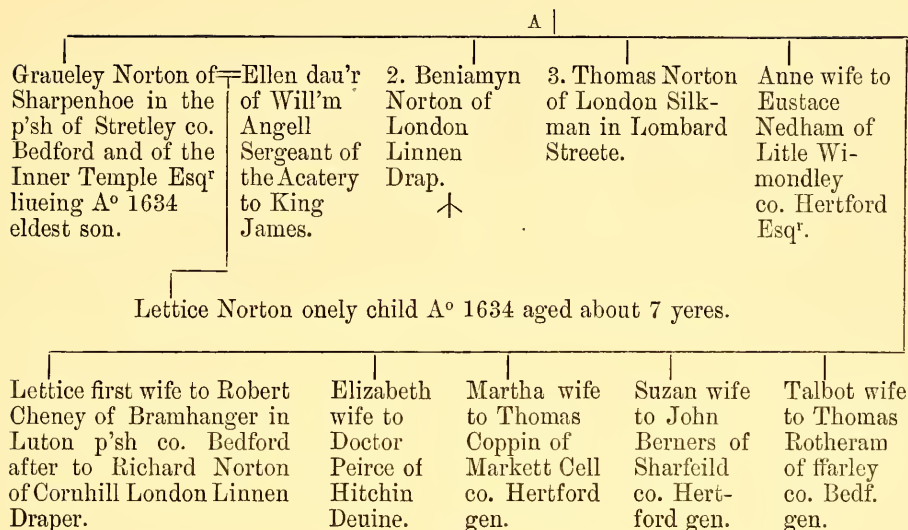 A
Graueley Norton of
Sharpenhoe in the
p'sh of Stretley co.
Bedford and of the
Inner Temple Esqʳ
liueing Aº 1634
eldest son.
Ellen dau'r
of Will'm
Angell
Sergeant of
the Acatery
to King
James.
2. Beniamyn
Norton of
London
Linnen
Drap.
3. Thomas Norton
of London Silk-
man in Lombard
Streete.
Anne wife to
Eustace
Nedham of
Litle Wi-
mondley
co. Hertford
Esqʳ.
Lettice Norton onely child Aº 1634 aged about 7 yeres.
Lettice first wife to Robert
Cheney of Bramhanger in
Luton p'sh co. Bedford
after to Richard Norton
of Cornhill London Linnen
Draper.
Elizabeth
wife to
Doctor
Peirce of
Hitchin
Deuine.
Martha wife
to Thomas
Coppin of
Markett Cell
co. Hertford
gen.
Suzan wife
to John
Berners of
Sharfeild
co. Hert-
ford gen.
Talbot wife
to Thomas
Rotheram
of ffarley
co. Bedf.
gen.